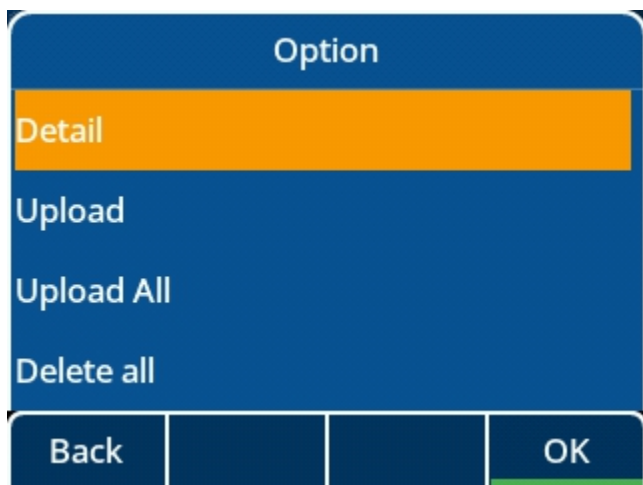 Option
Detail
Upload
Upload All
Delete all
Back OK